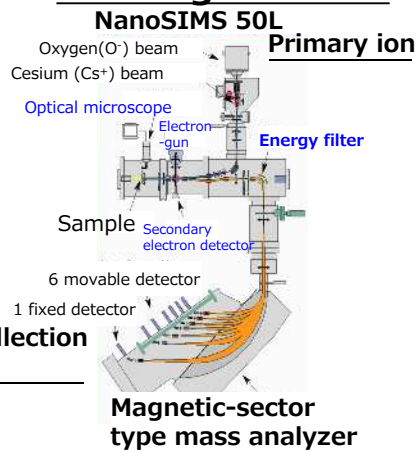 NanoSIMS 50L
Oxygen(O⁻) beam
Primary ion
Cesium (Cs⁺) beam
Optical microscope
Electron
-gun
Energy filter
Sample
Secondary
electron detector
6 movable detector
1 fixed detector
llection
Magnetic-sector
type mass analyzer